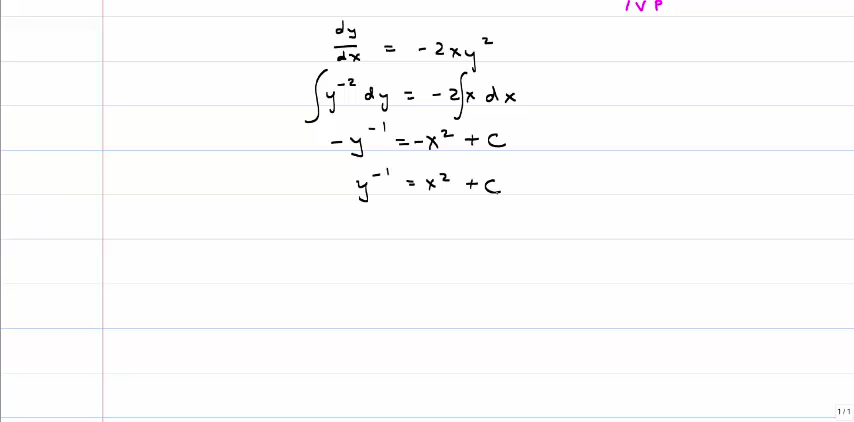 IVP
dy/dx = -2xy²
∫y⁻² dy = -2∫x dx
-y⁻¹ = -x² + C
y⁻¹ = x² + C
1/1